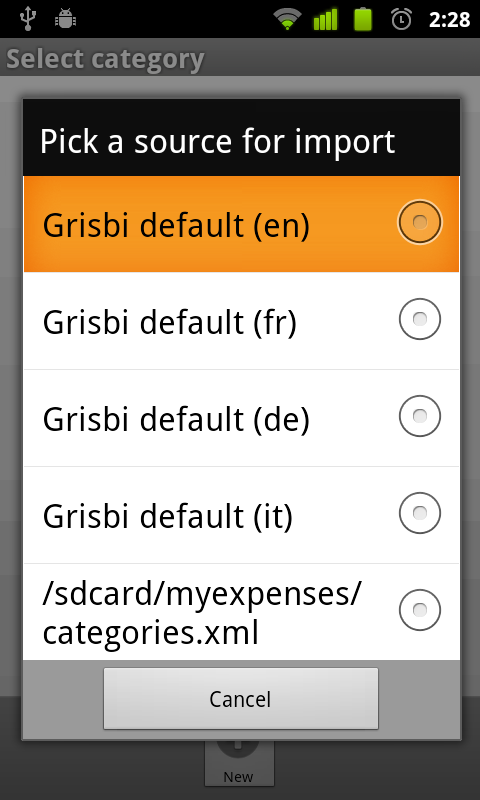 2:28
Select category
Pick a source for import
Grisbi default (en)
Grisbi default (fr)
Grisbi default (de)
Grisbi default (it)
/sdcard/myexpenses/
categories.xml
Cancel
New